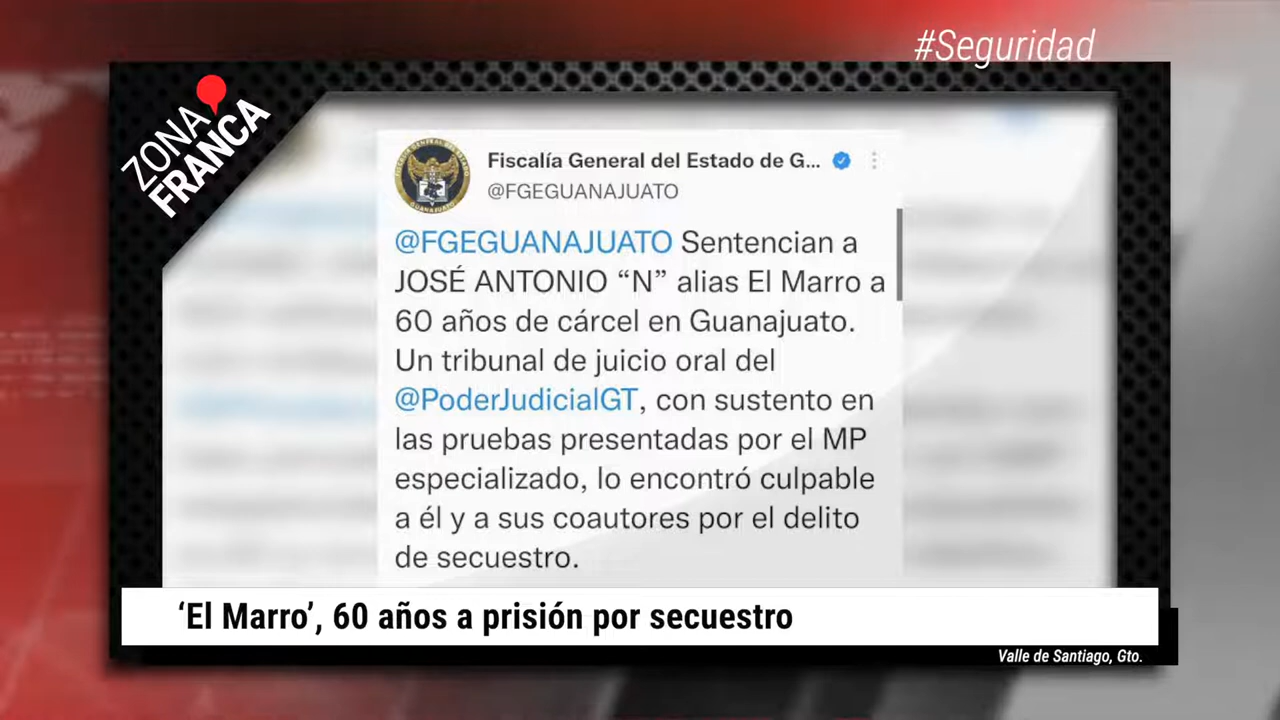 #Seguridad
ZONA
FRANCA
Fiscalía General del Estado de G...
@FGEGUANAJUATO
@FGEGUANAJUATO Sentencian a
JOSÉ ANTONIO “N” alias El Marro a
60 años de cárcel en Guanajuato.
Un tribunal de juicio oral del
@PoderJudicialGT, con sustento en
las pruebas presentadas por el MP
especializado, lo encontró culpable
a él y a sus coautores por el delito
de secuestro.
‘El Marro’, 60 años a prisión por secuestro
Valle de Santiago, Gto.